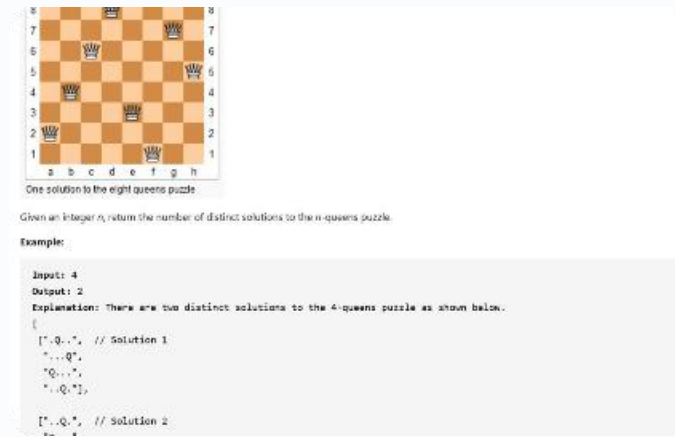 8 8
7 7
6 6
5 5
4 4
3 3
2 2
1 1
a b c d e f g h
One solution to the eight queens puzzle
Given an integer n, return the number of distinct solutions to the n-queens puzzle.
Example:
Input: 4
Output: 2
Explanation: There are two distinct solutions to the 4-queens puzzle as shown below.
[
[".Q..", // Solution 1
"...Q",
"Q...",
"..Q."],
["..Q.", // Solution 2